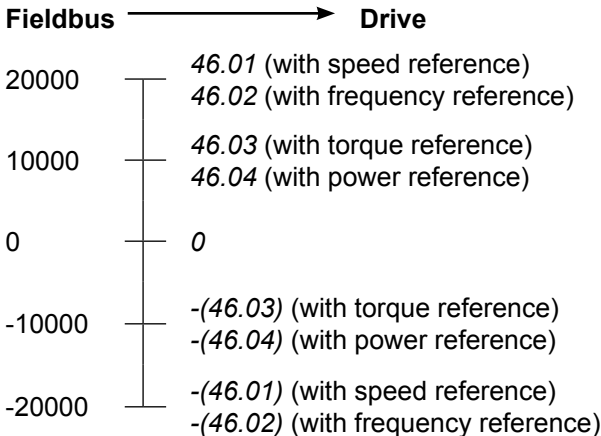 Fieldbus Drive
20000 46.01 (with speed reference)
46.02 (with frequency reference)
10000 46.03 (with torque reference)
46.04 (with power reference)
0 0
-10000 -(46.03) (with torque reference)
-(46.04) (with power reference)
-20000 -(46.01) (with speed reference)
-(46.02) (with frequency reference)